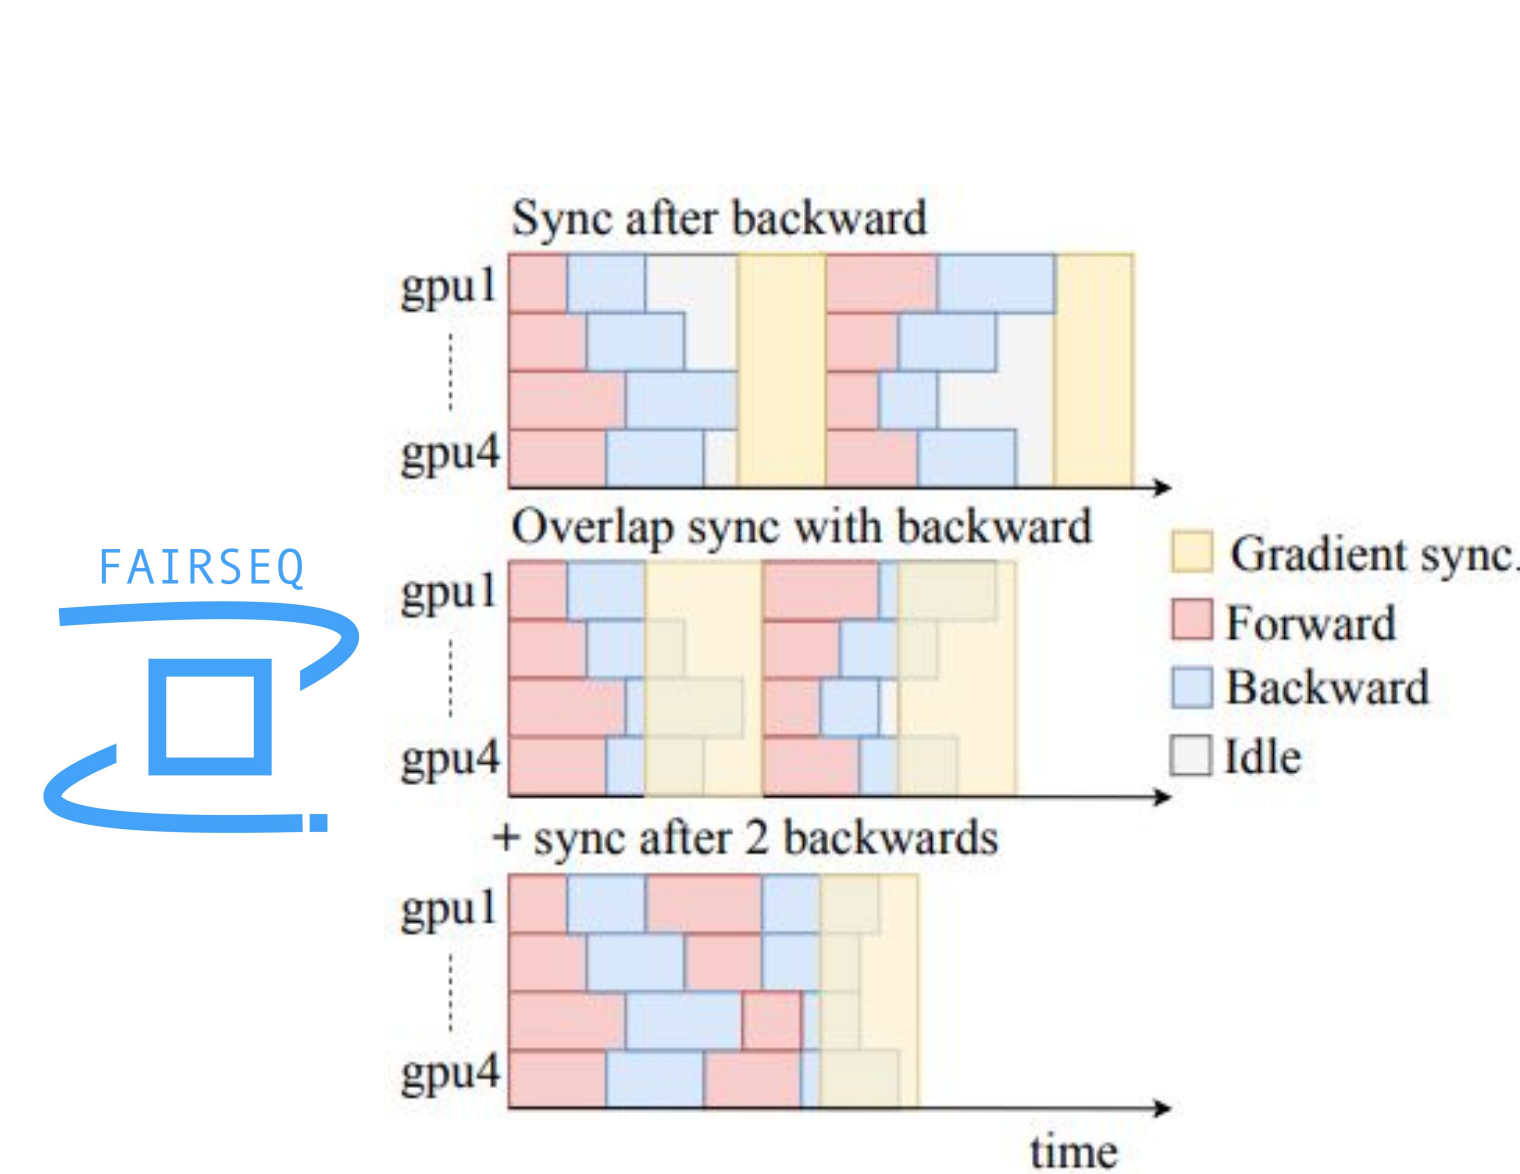 Sync after backward
gpu1
gpu4
Overlap sync with backward
gpu1
gpu4
Gradient sync.
Forward
Backward
Idle
FAIRSEQ
+ sync after 2 backwards
gpu1
gpu4
time